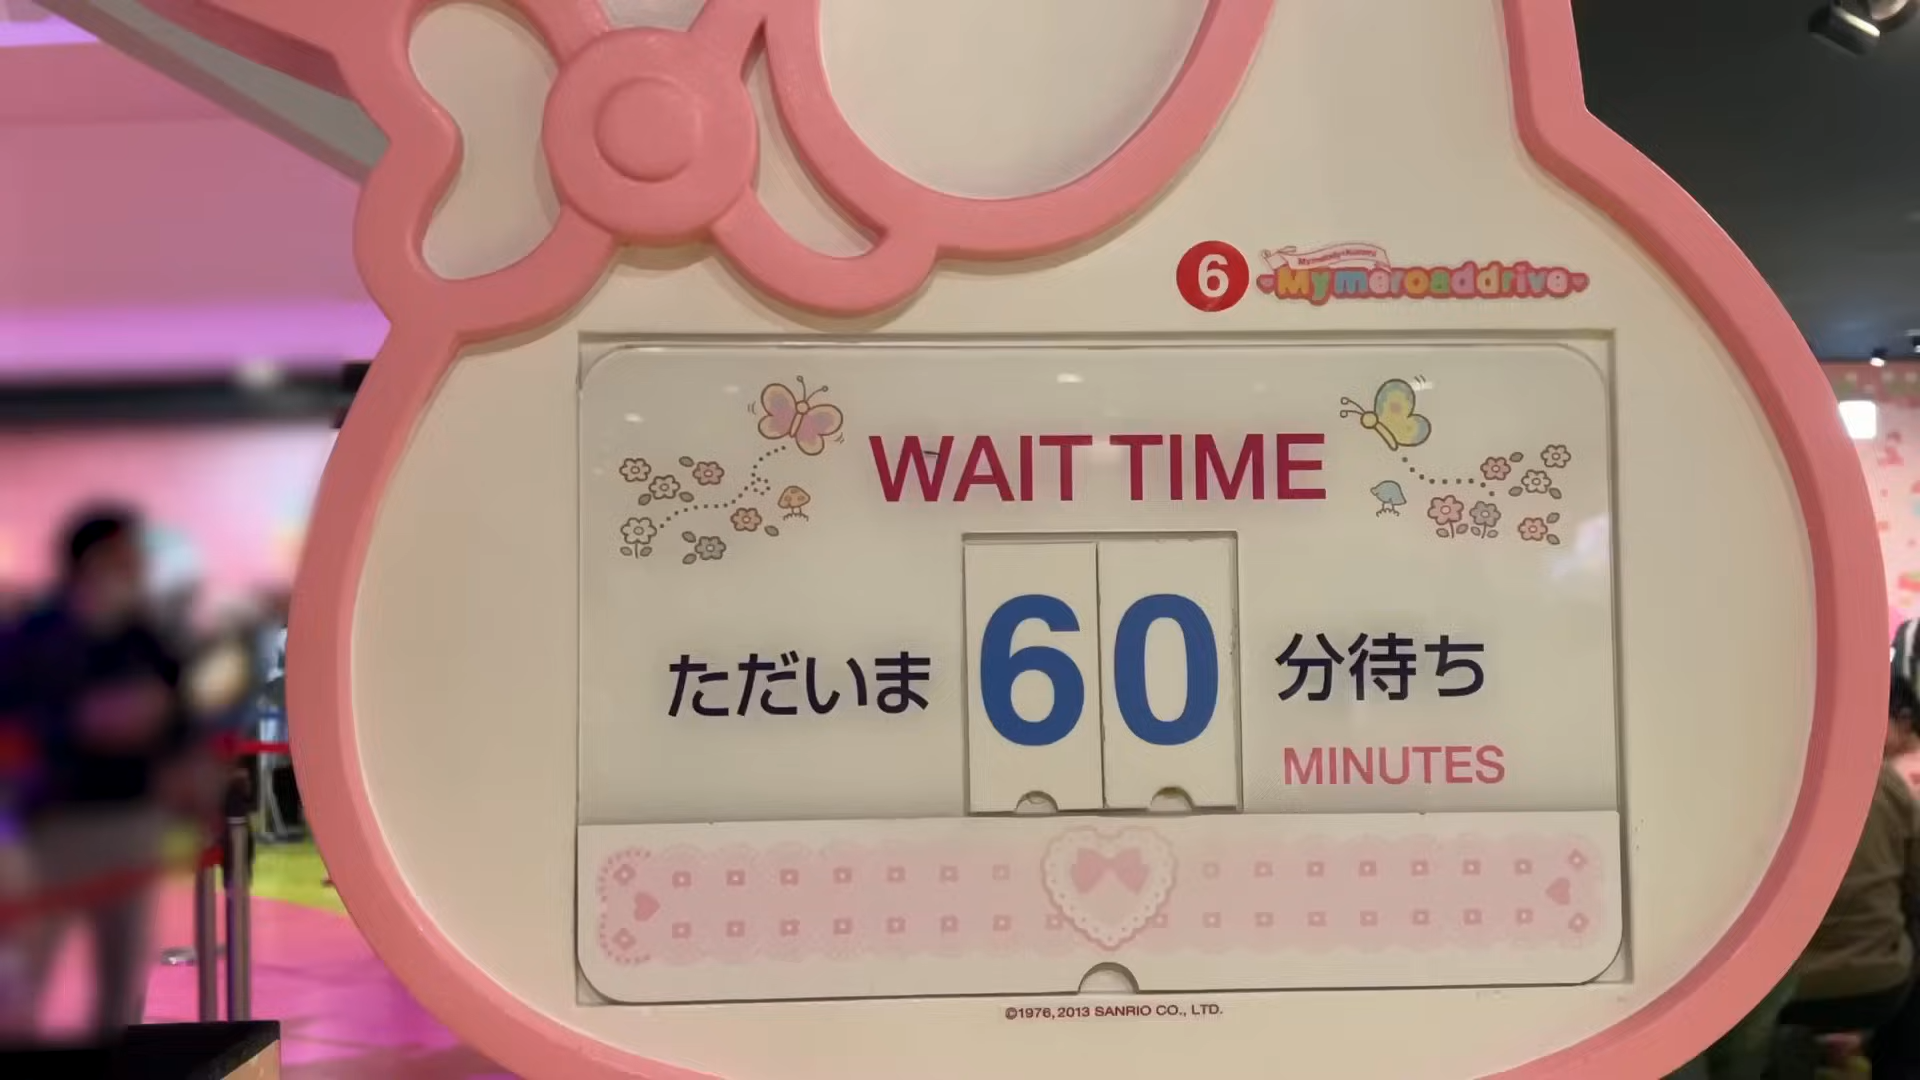 6 Mymeroaddrive
WAIT TIME
ただいま 60 分待ち
MINUTES
©1976, 2013 SANRIO CO., LTD.